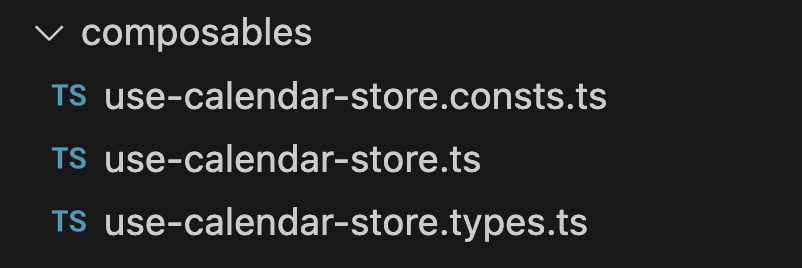 composables
TS use-calendar-store.consts.ts
TS use-calendar-store.ts
TS use-calendar-store.types.ts